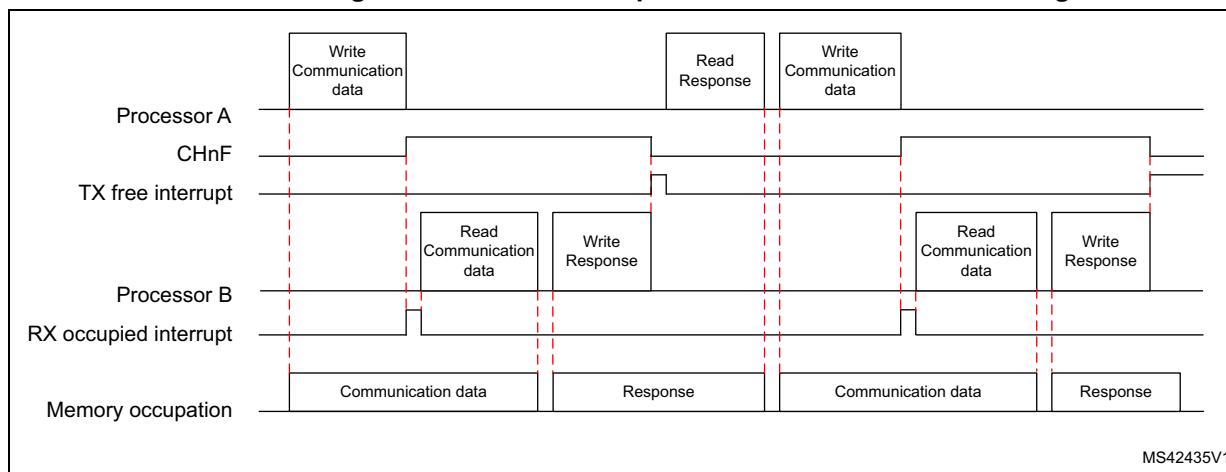 Write
Communication
data
Read
Response
Write
Communication
data
Processor A
CHnF
TX free interrupt
Read
Communication
data
Write
Response
Read
Communication
data
Write
Response
Processor B
RX occupied interrupt
Communication data
Response
Communication data
Response
Memory occupation
MS42435V1